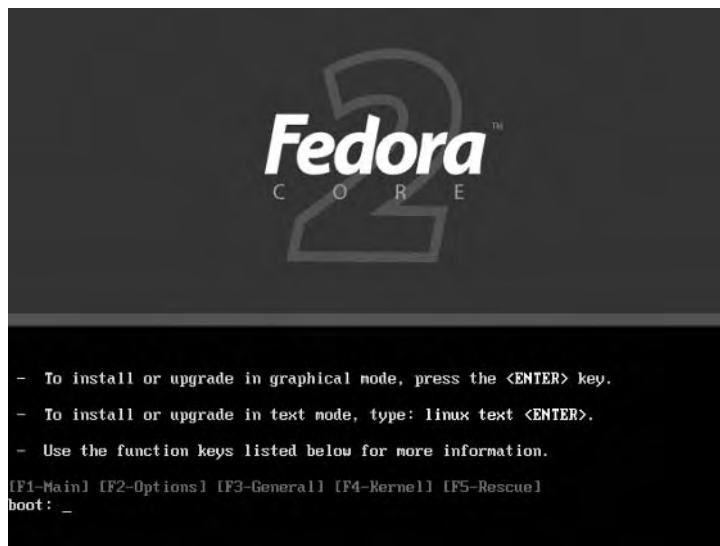 2
Fedora™
CORE
- To install or upgrade in graphical mode, press the <ENTER> key.
- To install or upgrade in text mode, type: linux text <ENTER>.
- Use the function keys listed below for more information.
[F1-Main] [F2-Options] [F3-General] [F4-Kernel] [F5-Rescue]
boot: _